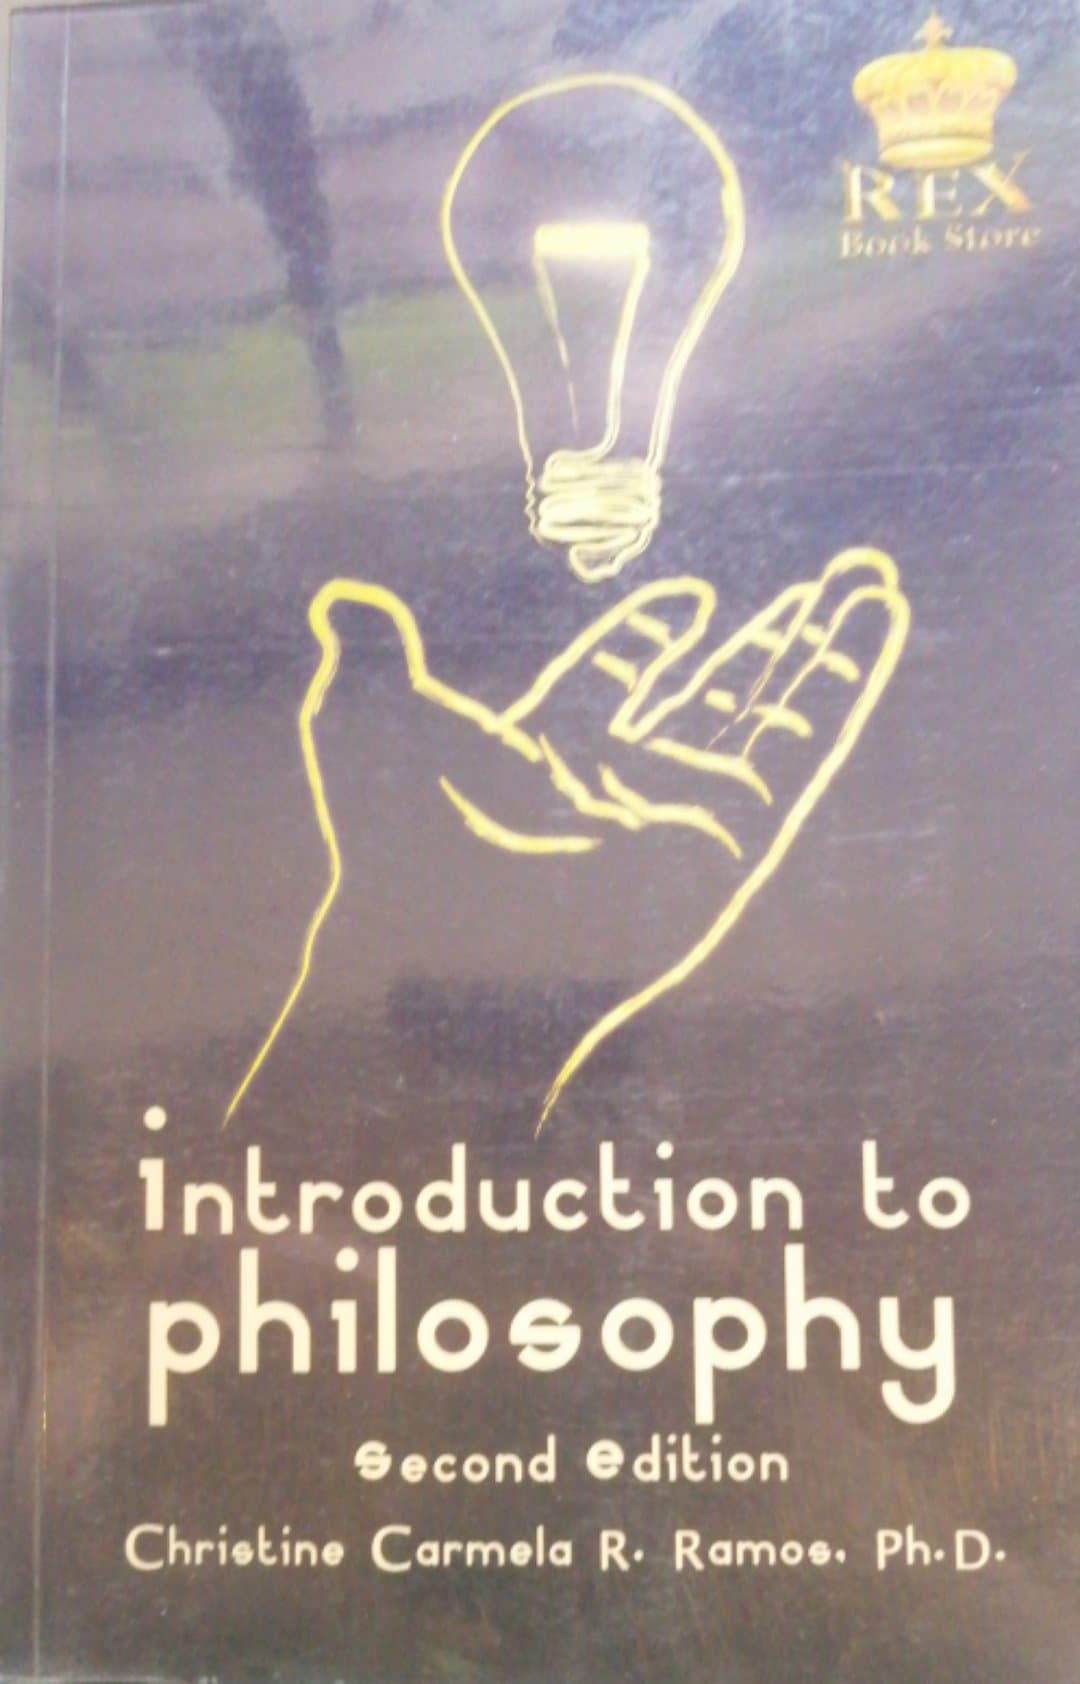 REX
Book Store
introduction to
philosophy
second edition
Christine Carmela R. Ramos, Ph.D.